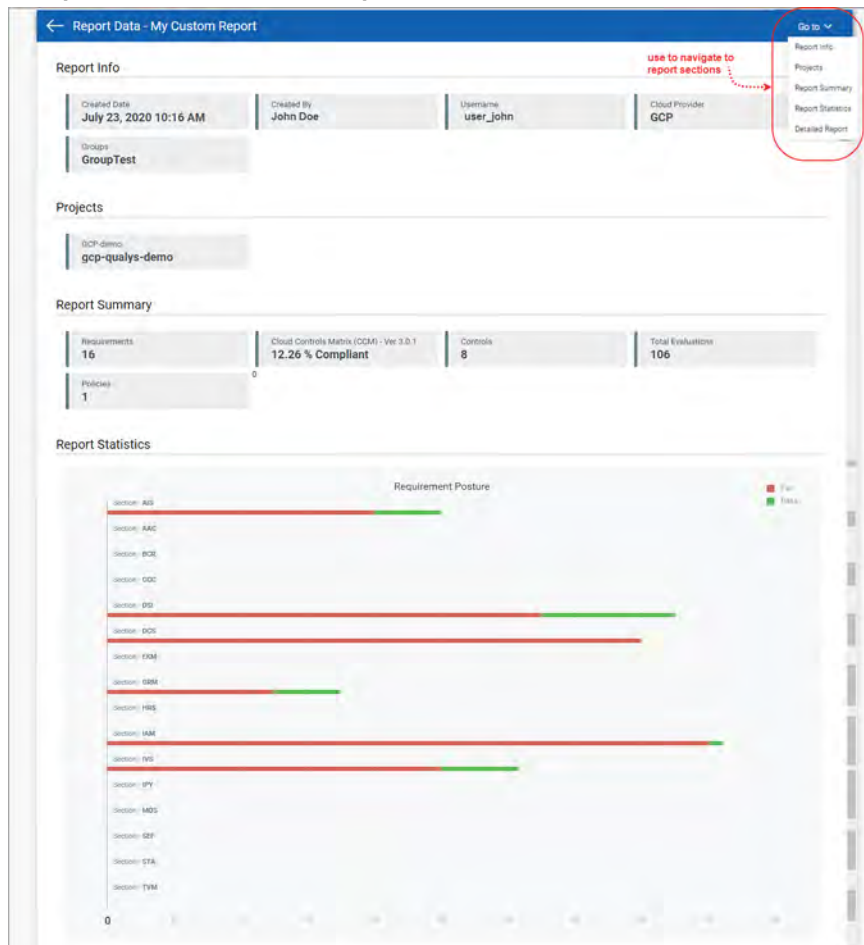 Report Data - My Custom Report
Go to
Report Info
Projects
Report Summary
Report Statistics
Detailed Report
use to navigate to
report sections
Report Info
Created Date
July 23, 2020 10:16 AM
Created By
John Doe
Username
user_john
Cloud Provider
GCP
Groups
GroupTest
Projects
GCP-demo
gcp-qualys-demo
Report Summary
Requirements
16
Cloud Controls Matrix (CCM) - Ver 3.0.1
12.26 % Compliant
Controls
8
Total Evaluations
106
0
Policies
1
Report Statistics
Requirement Posture
Fail
Pass
Section: AIS
Section: AAC
Section: BCR
Section: CCC
Section: DSI
Section: DCS
Section: EKM
Section: GRM
Section: HRS
Section: IAM
Section: IVS
Section: IPY
Section: MOS
Section: SEF
Section: STA
Section: TVM
0